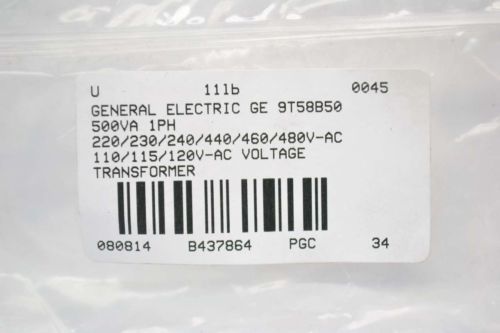 U 11lb 0045
GENERAL ELECTRIC GE 9T58B50
500VA 1PH
220/230/240/440/460/480V-AC
110/115/120V-AC VOLTAGE
TRANSFORMER
080814 B437864 PGC 34